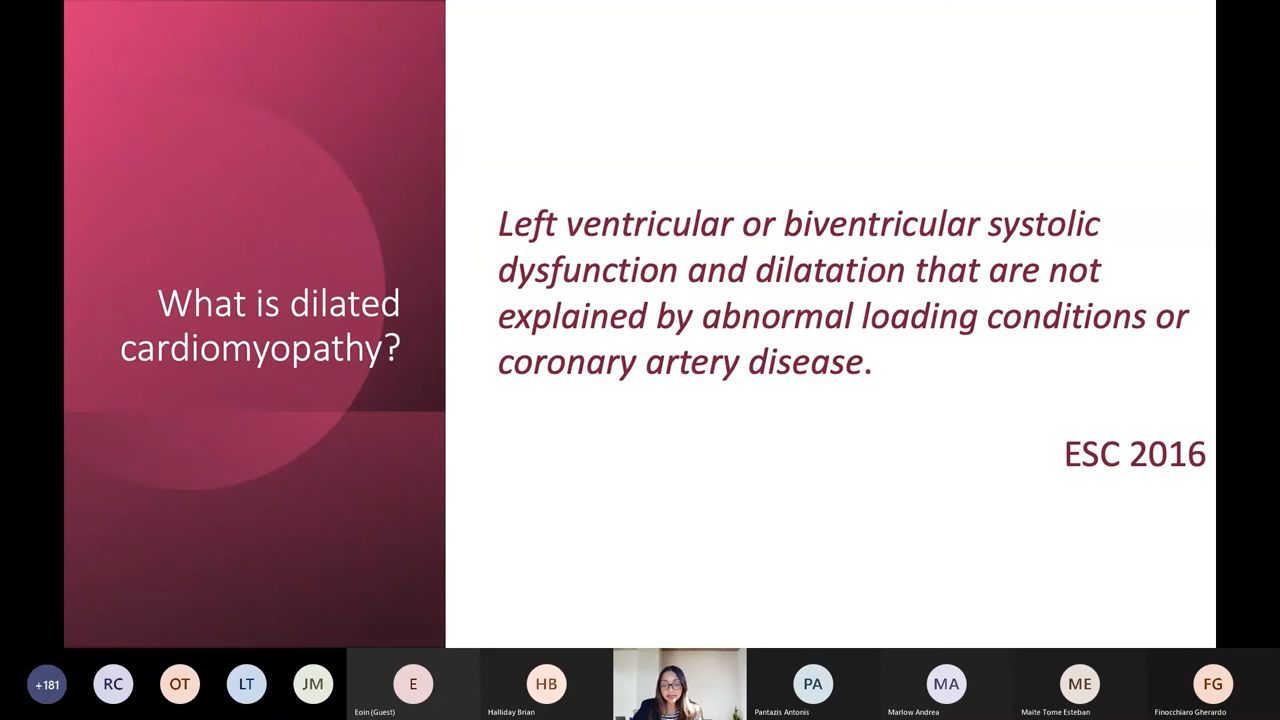 What is dilated
cardiomyopathy?
Left ventricular or biventricular systolic
dysfunction and dilatation that are not
explained by abnormal loading conditions or
coronary artery disease.
ESC 2016
+181
RC
OT
LT
JM
E
Eoin (Guest)
HB
Halliday Brian
PA
Pantazis Antonis
MA
Marlow Andrea
ME
Maite Tome Esteban
FG
Finocchiaro Gherardo